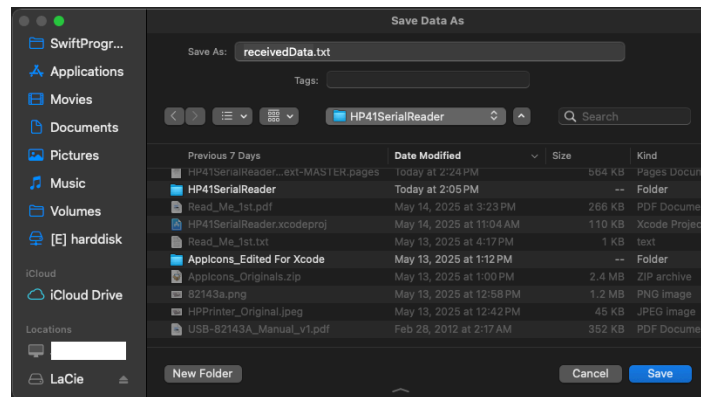 Save Data As
SwiftProgr...
Applications
Movies
Documents
Pictures
Music
Volumes
[E] harddisk
iCloud
iCloud Drive
Locations
LaCie
Save As: receivedData.txt
Tags:
HP41SerialReader
Search
Previous 7 Days Date Modified Size Kind
HP41SerialReader...ext-MASTER.pages Today at 2:24 PM 564 KB Pages Docum
HP41SerialReader Today at 2:05 PM -- Folder
Read_Me_1st.pdf May 14, 2025 at 3:23 PM 266 KB PDF Docume
HP41SerialReader.xcodeproj May 14, 2025 at 11:04 AM 110 KB Xcode Projec
Read_Me_1st.txt May 13, 2025 at 4:17 PM 1 KB text
AppIcons_Edited For Xcode May 13, 2025 at 1:12 PM -- Folder
AppIcons_Originals.zip May 13, 2025 at 1:00 PM 2.4 MB ZIP archive
82143a.png May 13, 2025 at 12:58 PM 1.2 MB PNG image
HPPrinter_Original.jpeg May 13, 2025 at 12:42 PM 45 KB JPEG image
USB-82143A_Manual_v1.pdf Feb 28, 2012 at 2:17 AM 352 KB PDF Docume
New Folder
Cancel
Save